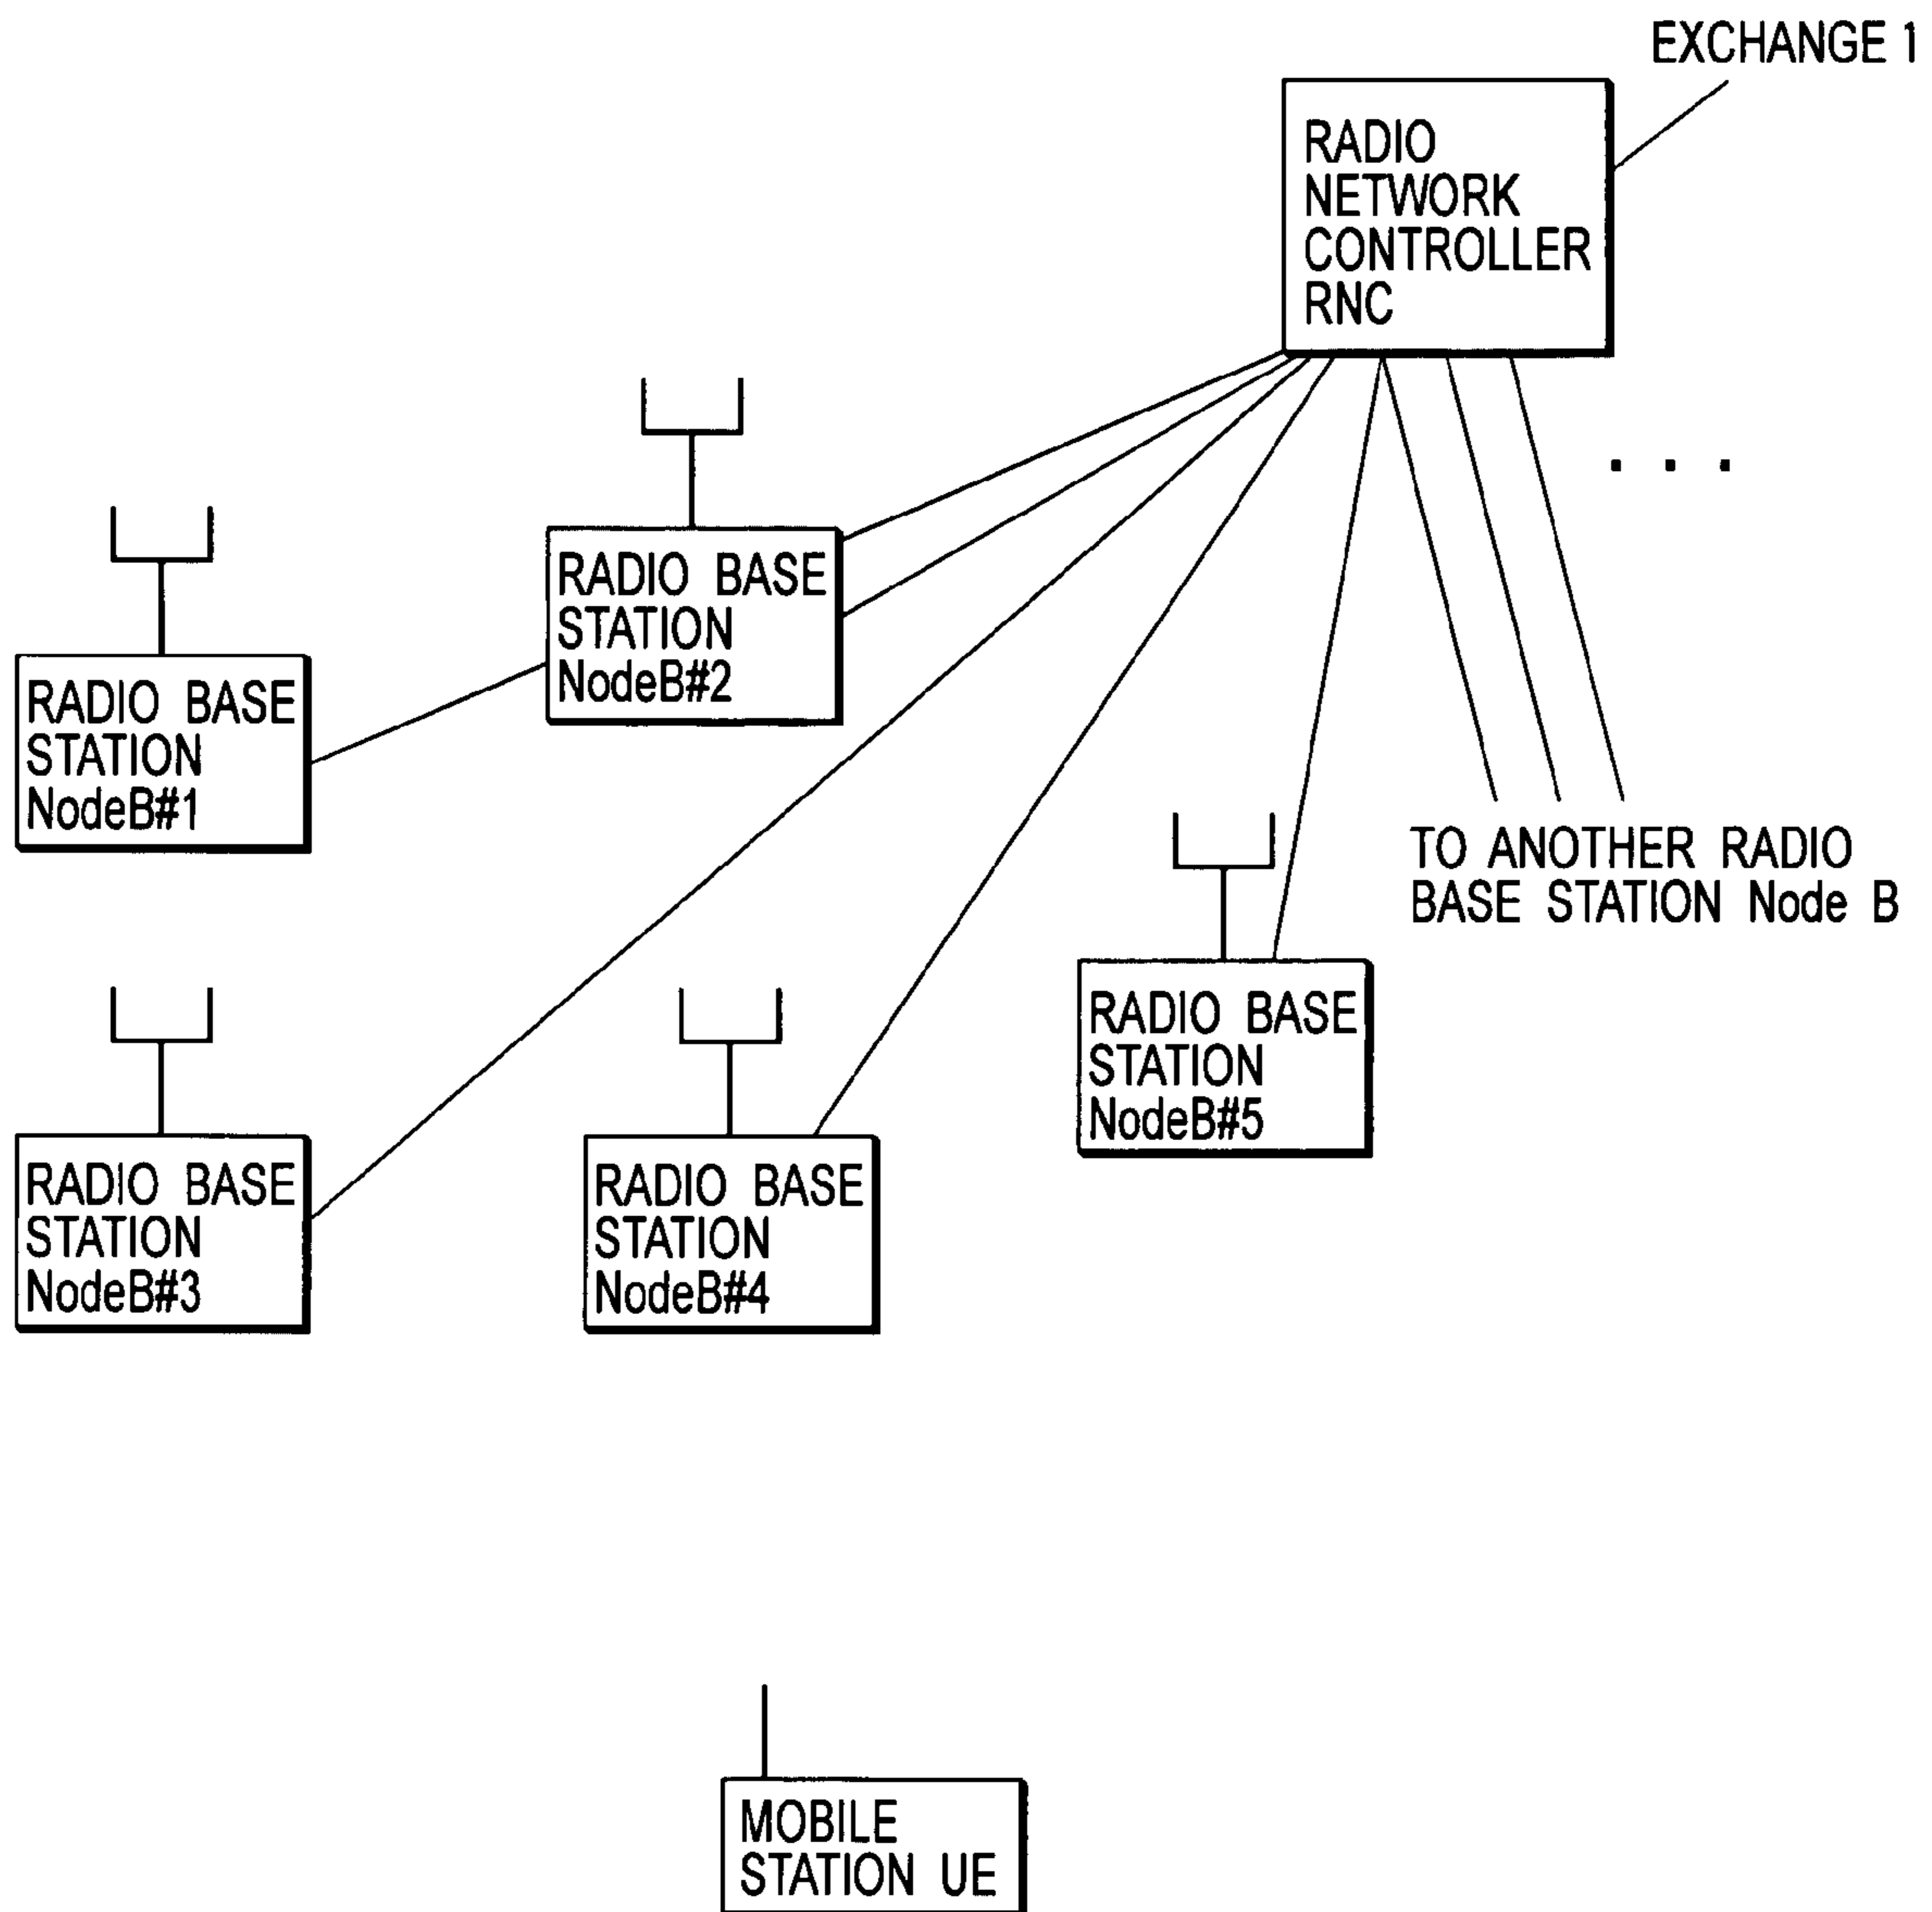 EXCHANGE 1
RADIO
NETWORK
CONTROLLER
RNC
. . .
RADIO BASE
STATION
NodeB#2
RADIO BASE
STATION
NodeB#1
TO ANOTHER RADIO
BASE STATION Node B
RADIO BASE
STATION
NodeB#5
RADIO BASE
STATION
NodeB#3
RADIO BASE
STATION
NodeB#4
MOBILE
STATION UE